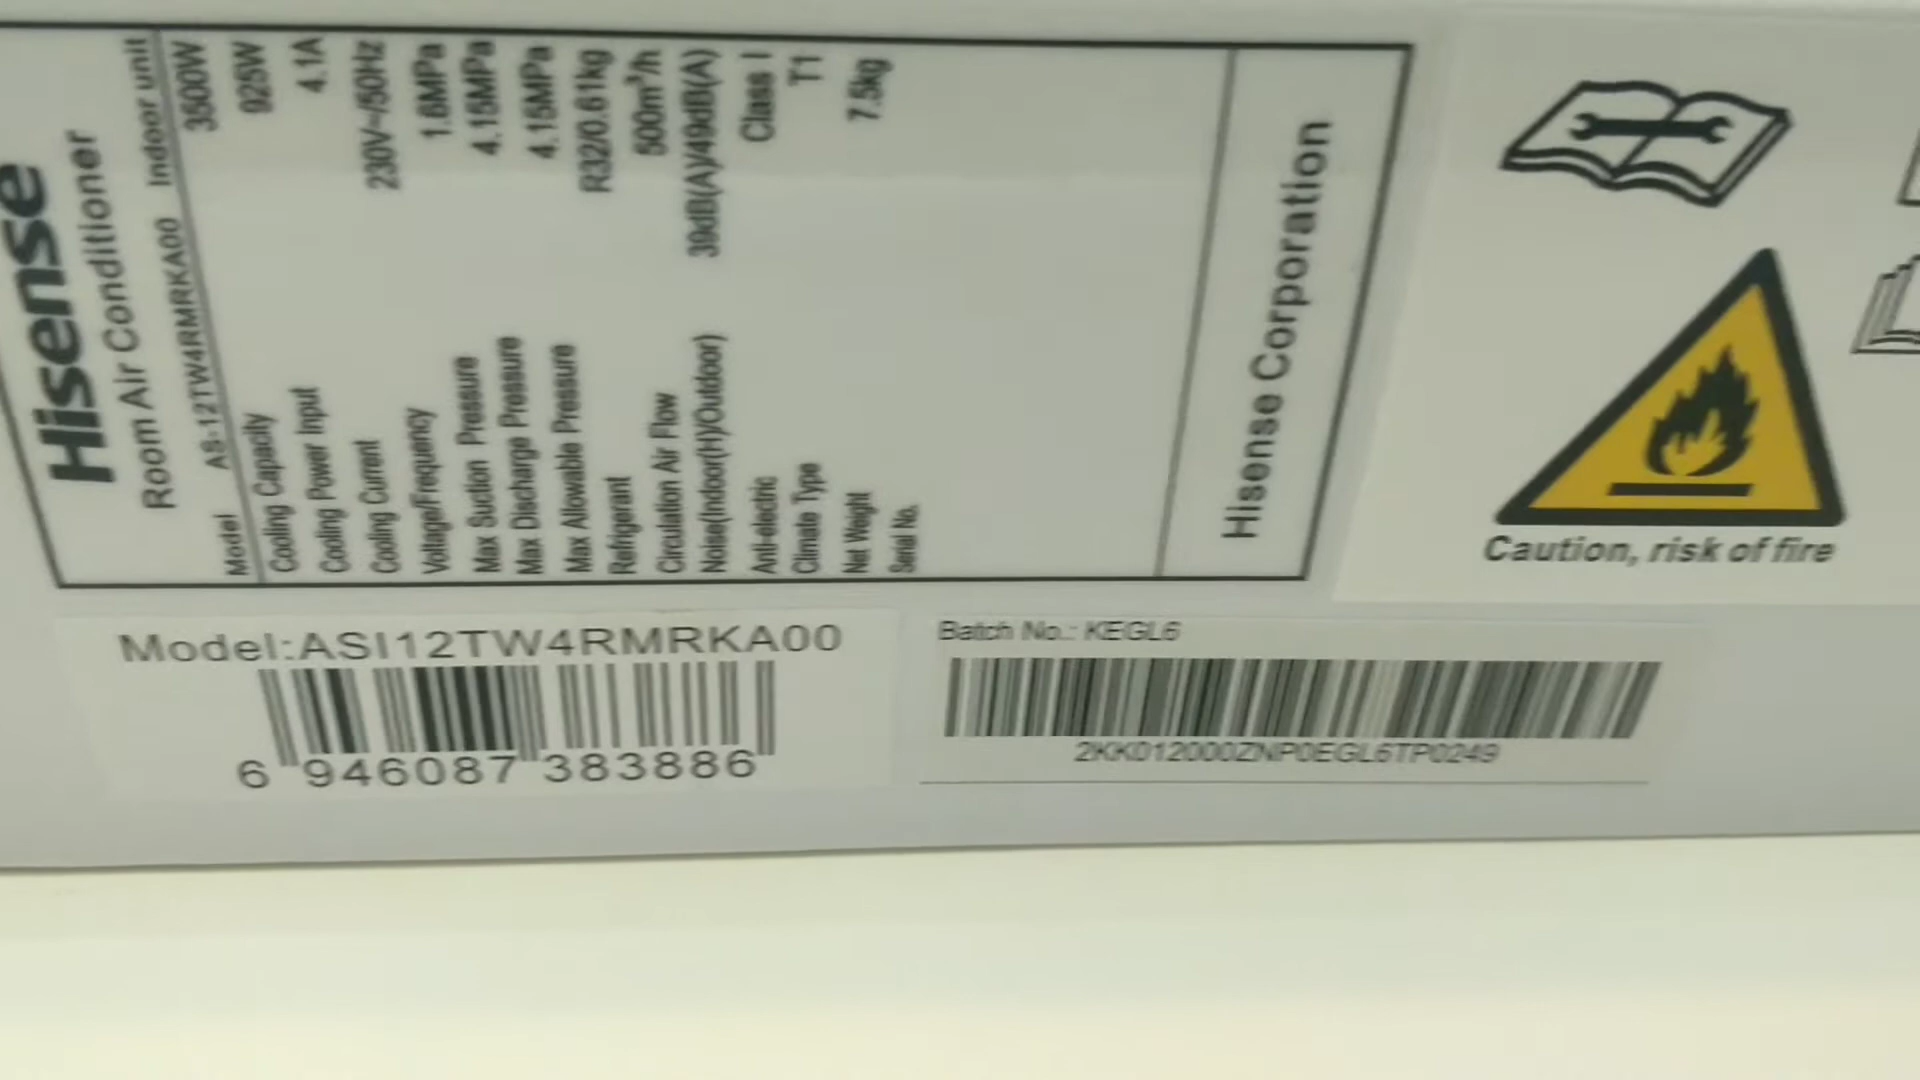 Hisense
Room Air Conditioner
Model AS-12TW4RMRKA00 Indoor unit
Cooling Capacity 3500W
Cooling Power Input 925W
Cooling Current 4.1A
Voltage/Frequency 230V~/50Hz
Max Suction Pressure 1.6MPa
Max Discharge Pressure 4.15MPa
Max Allowable Pressure 4.15MPa
Refrigerant R32/0.61kg
Circulation Air Flow 500m³/h
Noise(Indoor(H)/Outdoor) 39dB(A)/49dB(A)
Anti-electric Class I
Climate Type T1
Net Weight 7.5kg
Serial No.
Hisense Corporation
Caution, risk of fire
Model:ASI12TW4RMRKA00
6 946087 383886
Batch No.: KEGL6
2KK012000ZNP0EGL6TP0249